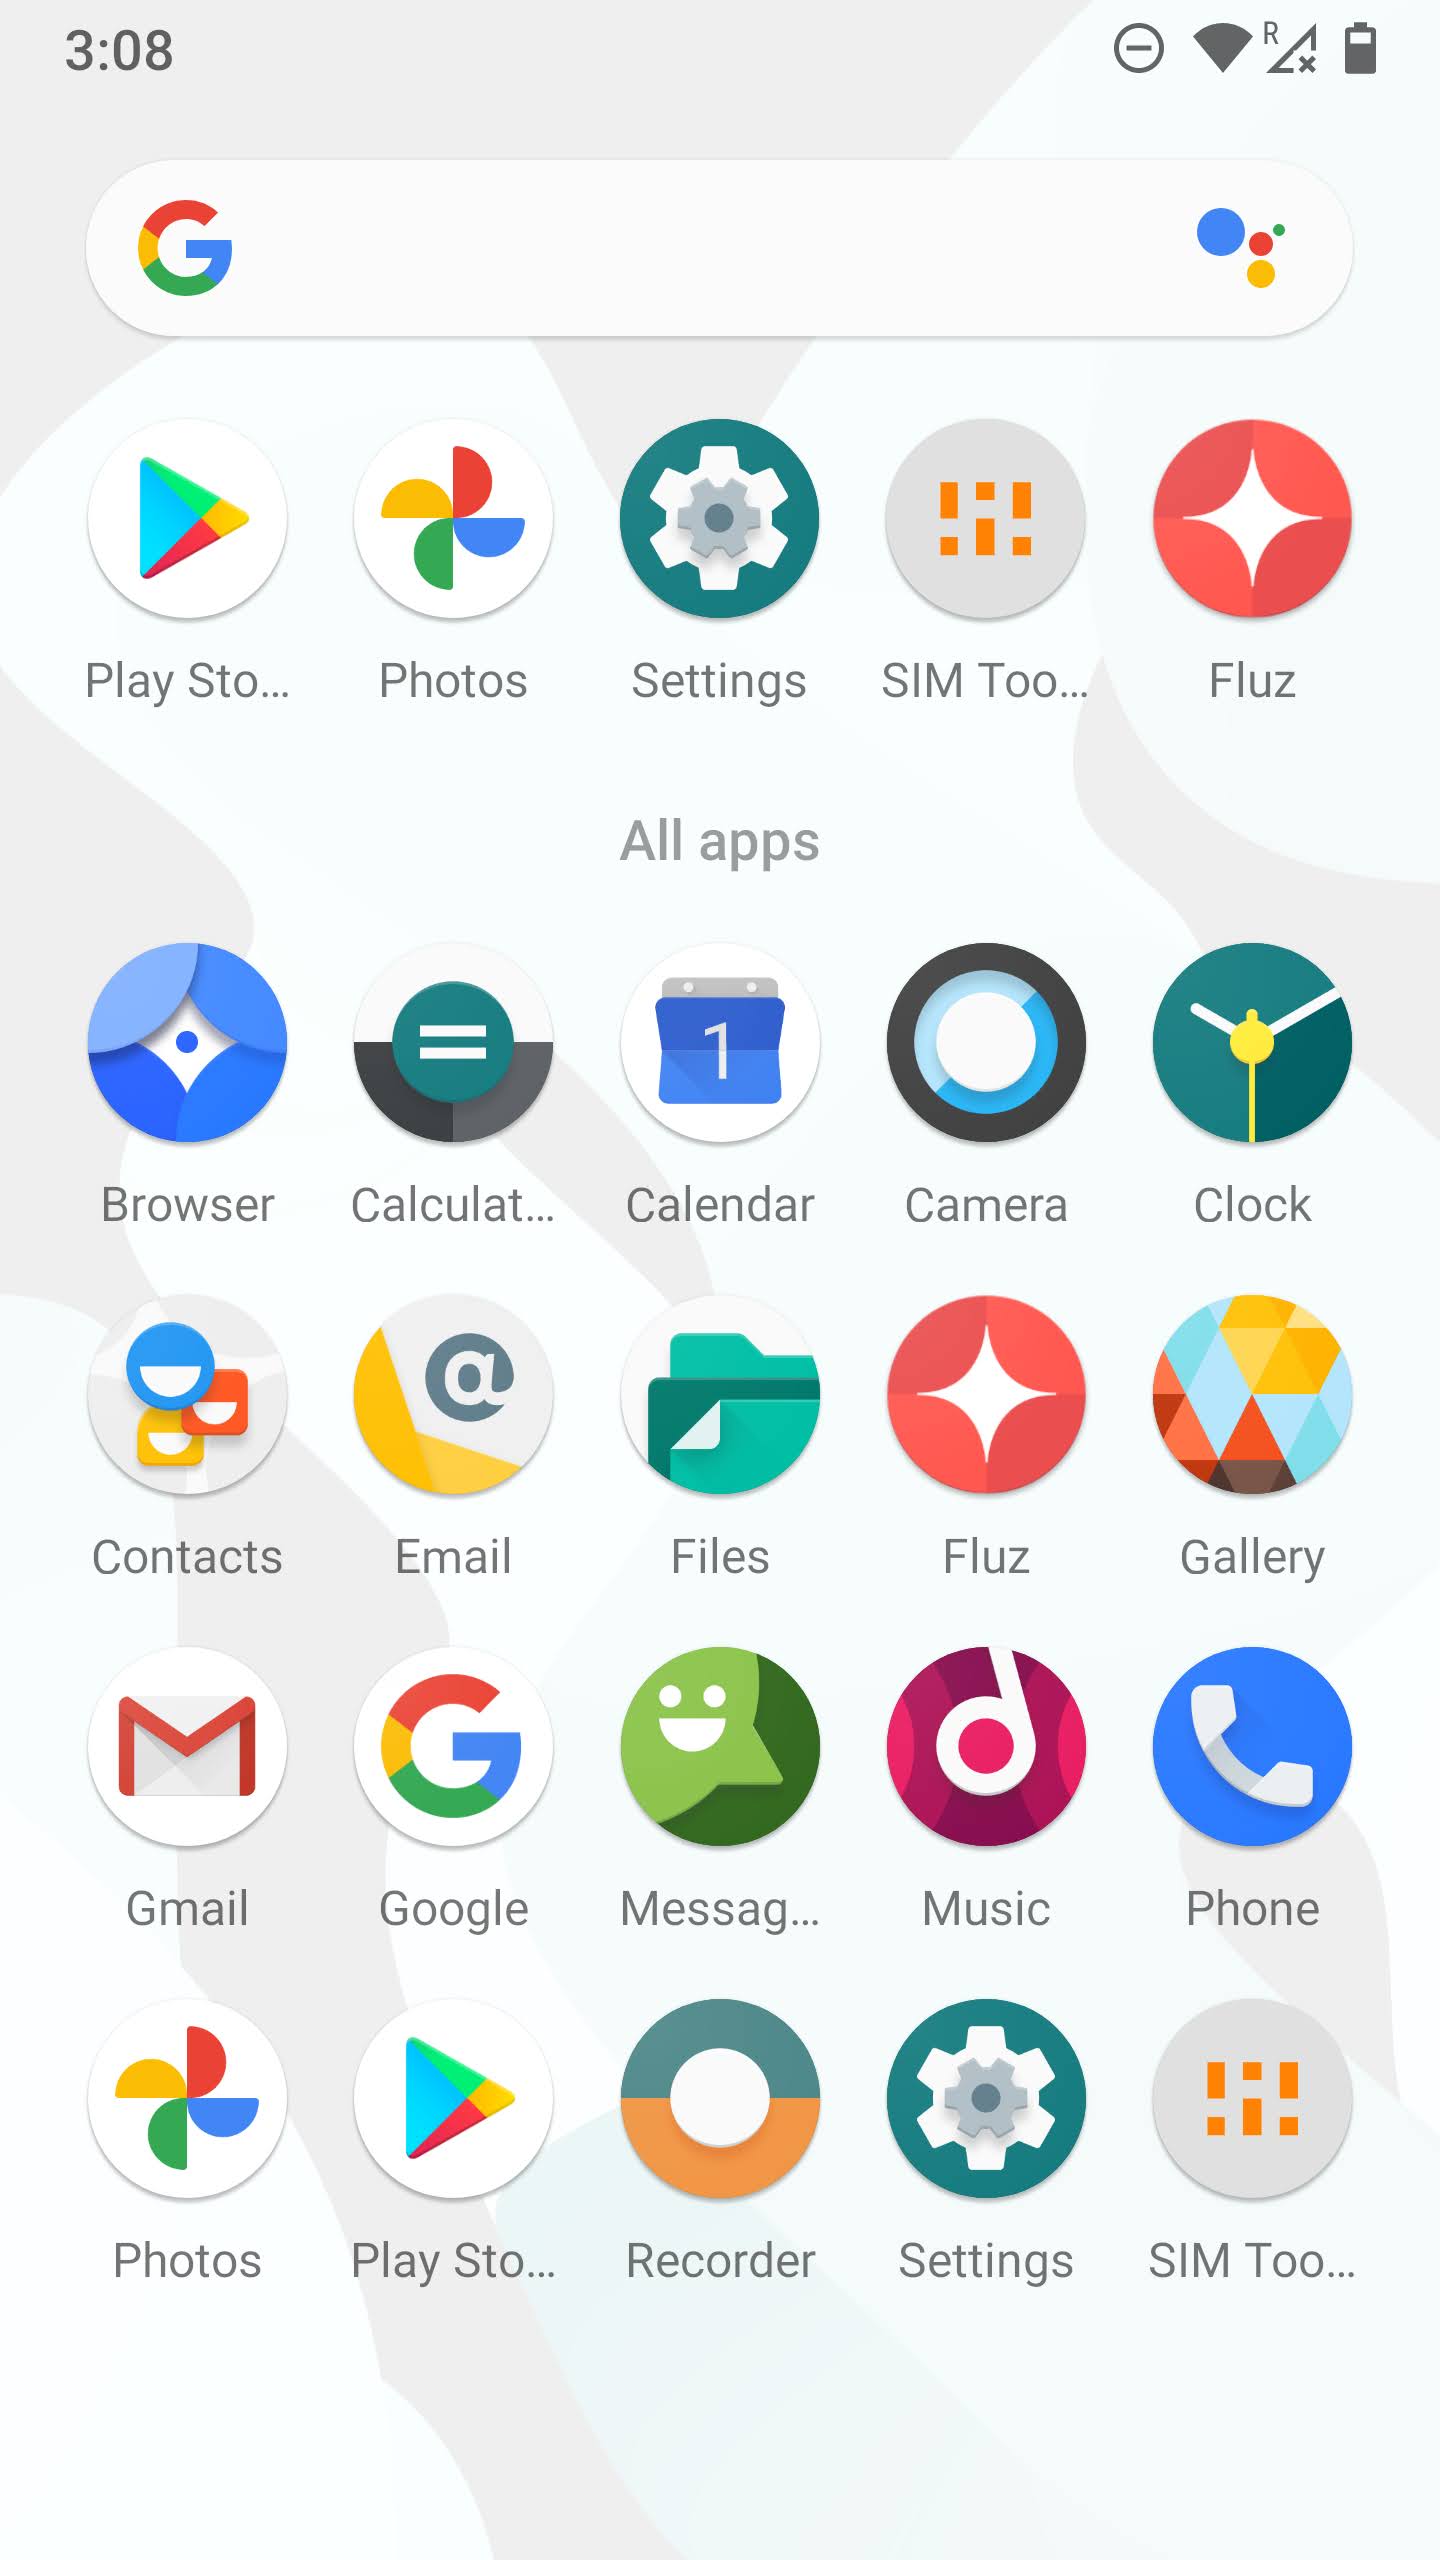 3:08
R
Play Sto...
Photos
Settings
SIM Too...
Fluz
All apps
Browser
Calculat...
Calendar
Camera
Clock
Contacts
Email
Files
Fluz
Gallery
Gmail
Google
Messag...
Music
Phone
Photos
Play Sto...
Recorder
Settings
SIM Too...